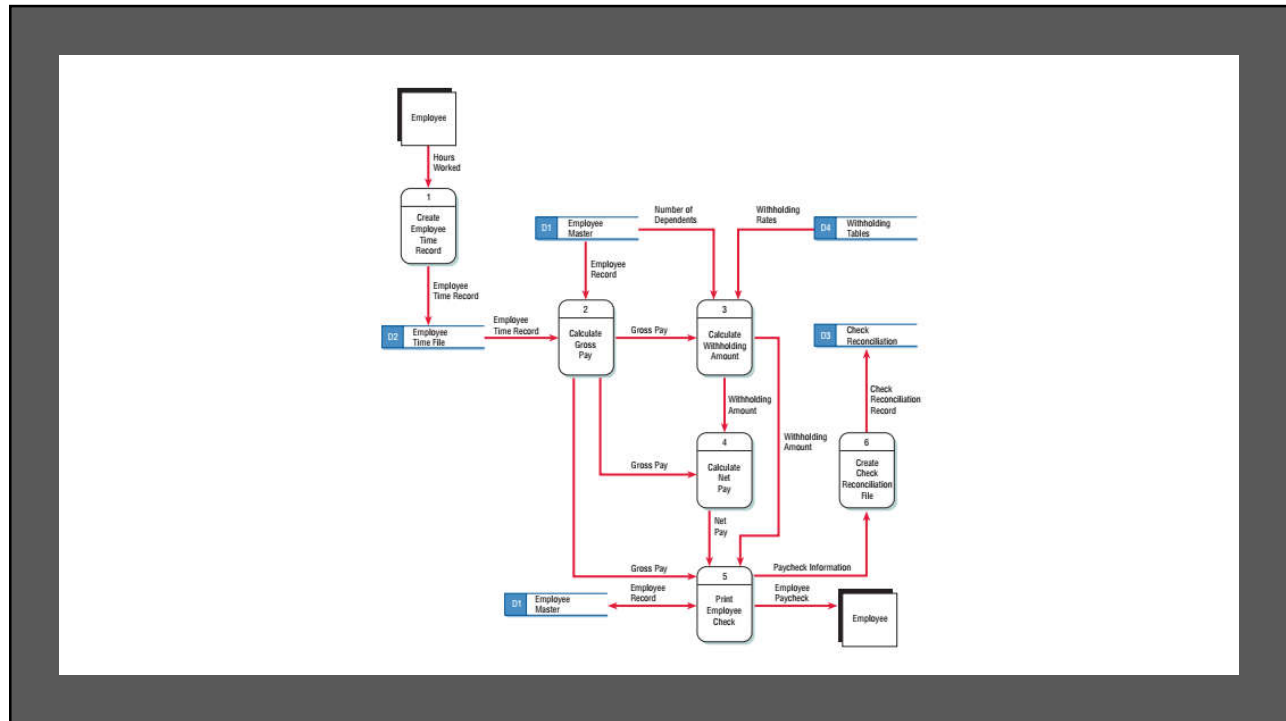 Employee
Hours
Worked
1
Create
Employee
Time
Record
Employee
Time Record
D2
Employee
Time File
Employee
Time Record
D1
Employee
Master
Employee
Record
Number of
Dependents
Withholding
Rates
D4
Withholding
Tables
2
Calculate
Gross
Pay
Gross Pay
3
Calculate
Withholding
Amount
D3
Check
Reconciliation
Check
Reconciliation
Record
Withholding
Amount
Withholding
Amount
Gross Pay
4
Calculate
Net
Pay
6
Create
Check
Reconciliation
File
Net
Pay
Gross Pay
5
Print
Employee
Check
Paycheck Information
D1
Employee
Master
Employee
Record
Employee
Paycheck
Employee